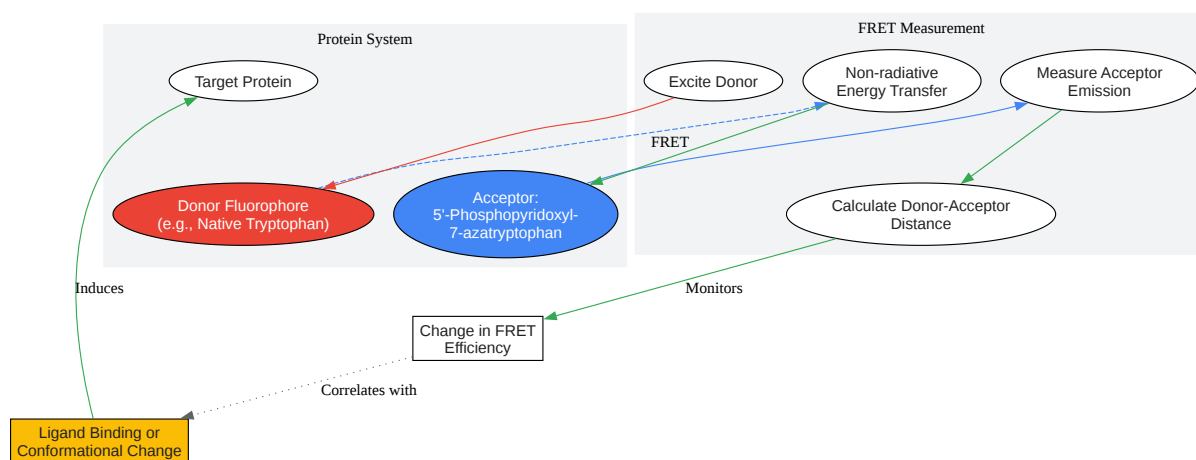 Protein System
FRET Measurement
Target Protein
Excite Donor
Non-radiative
Energy Transfer
Measure Acceptor
Emission
FRET
Donor Fluorophore
(e.g., Native Tryptophan)
Acceptor:
5'-Phosphopyridoxyl-
7-azatryptophan
Calculate Donor-Acceptor
Distance
Induces
Monitors
Change in FRET
Efficiency
Correlates with
Ligand Binding or
Conformational Change